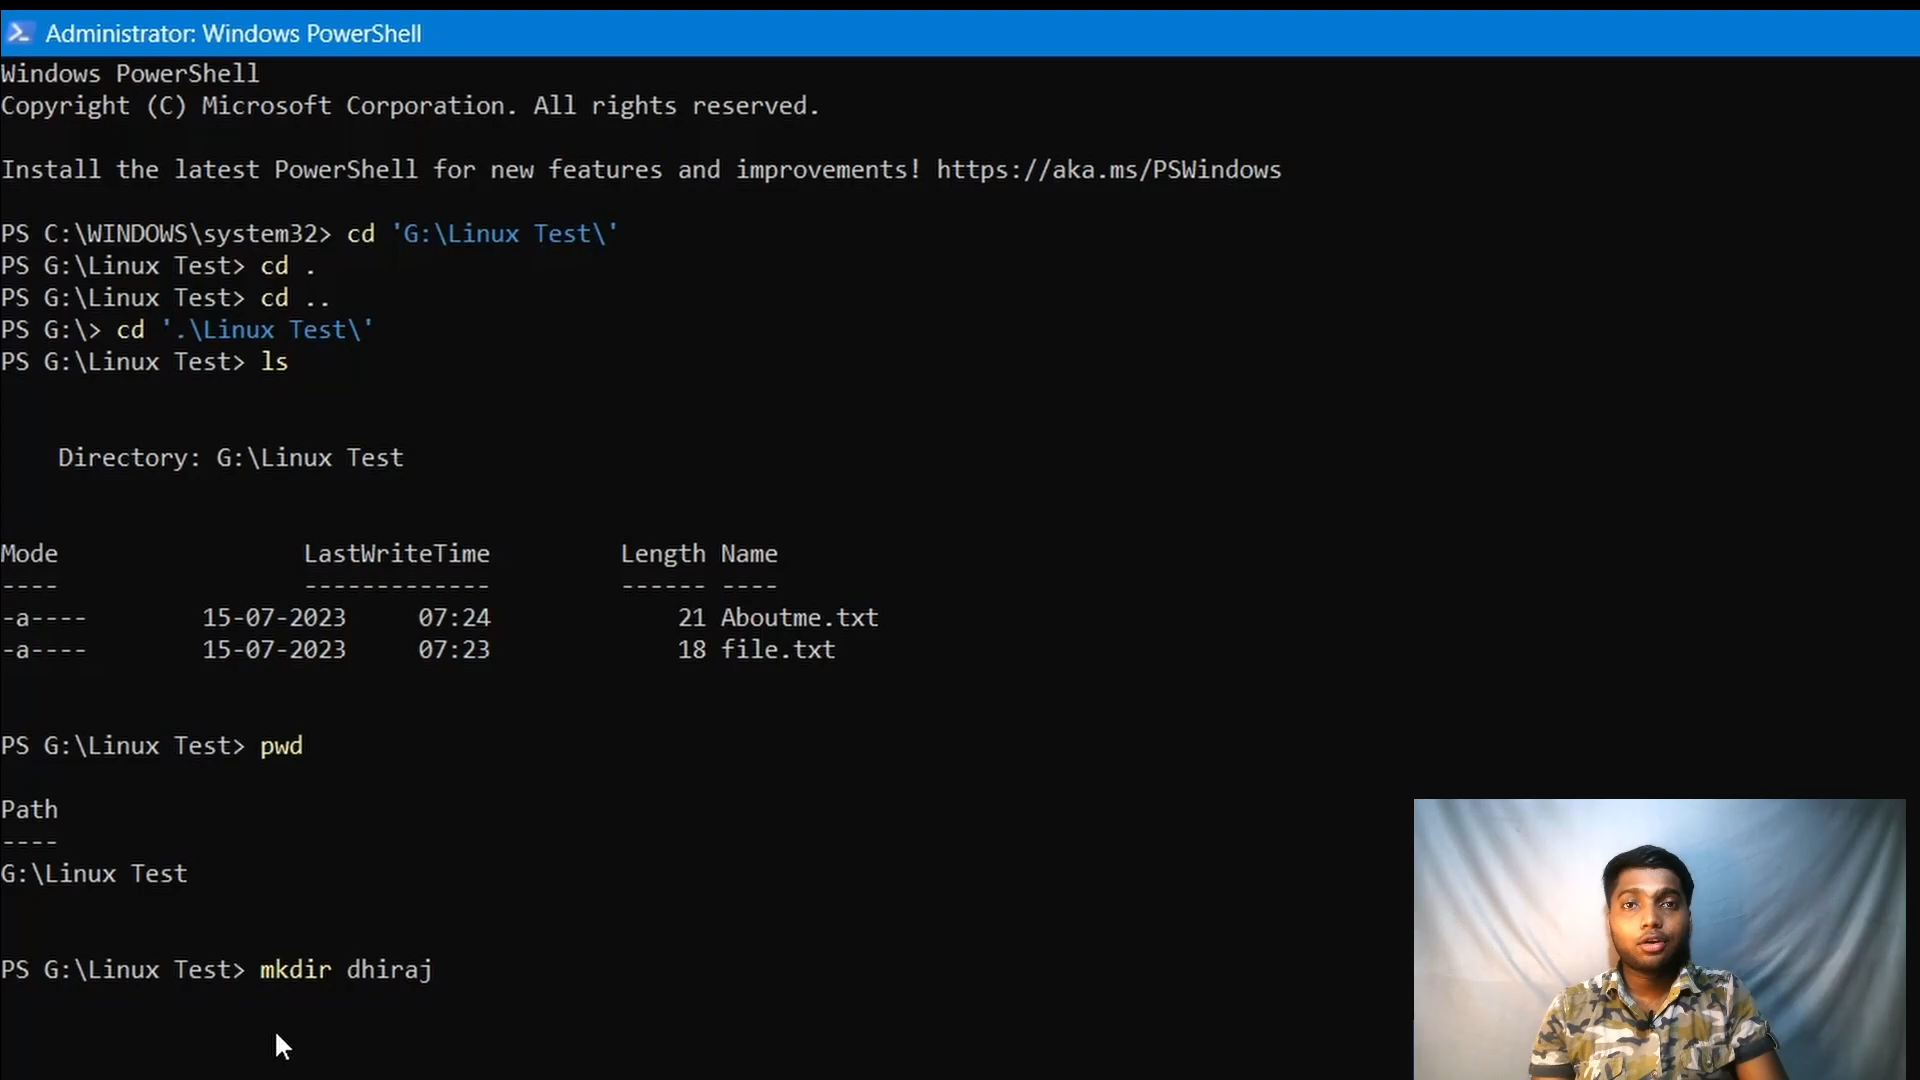 Administrator: Windows PowerShell
Windows PowerShell
Copyright (C) Microsoft Corporation. All rights reserved.
Install the latest PowerShell for new features and improvements! https://aka.ms/PSWindows
PS C:\WINDOWS\system32> cd 'G:\Linux Test\'
PS G:\Linux Test> cd .
PS G:\Linux Test> cd ..
PS G:\> cd '.\Linux Test\'
PS G:\Linux Test> ls
Directory: G:\Linux Test
Mode                 LastWriteTime         Length Name
----                 -------------         ------ ----
-a----        15-07-2023     07:24             21 Aboutme.txt
-a----        15-07-2023     07:23             18 file.txt
PS G:\Linux Test> pwd
Path
----
G:\Linux Test
PS G:\Linux Test> mkdir dhiraj